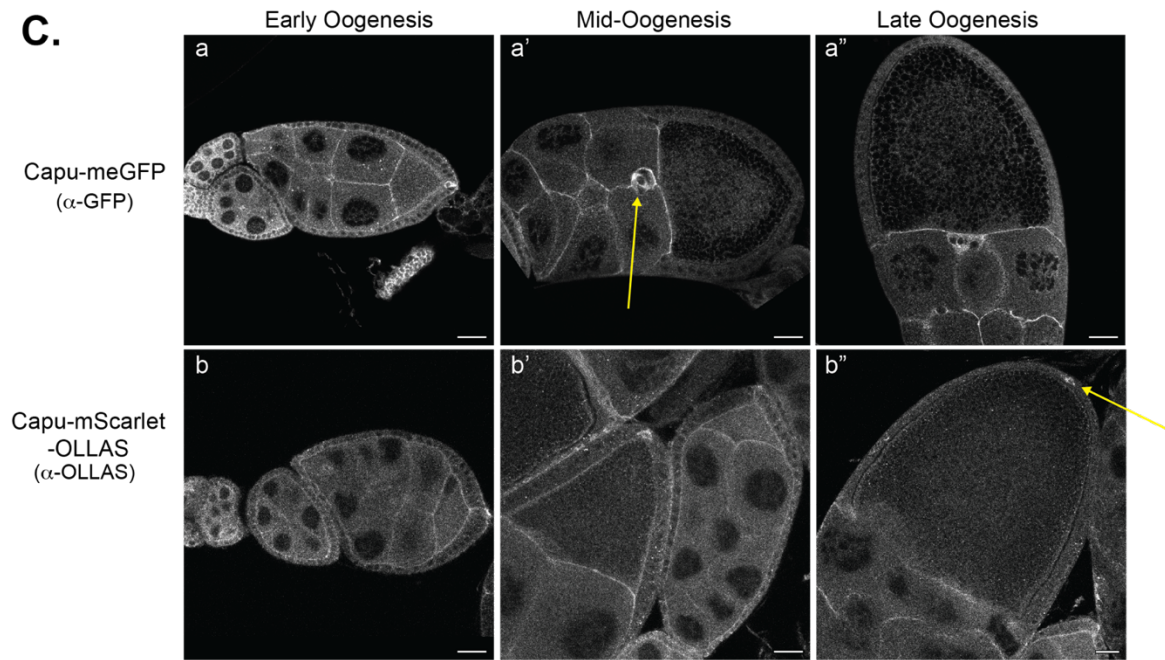 C.
Early Oogenesis
Mid-Oogenesis
Late Oogenesis
Capu-meGFP
(α-GFP)
a
a'
a"
Capu-mScarlet
-OLLAS
(α-OLLAS)
b
b'
b"